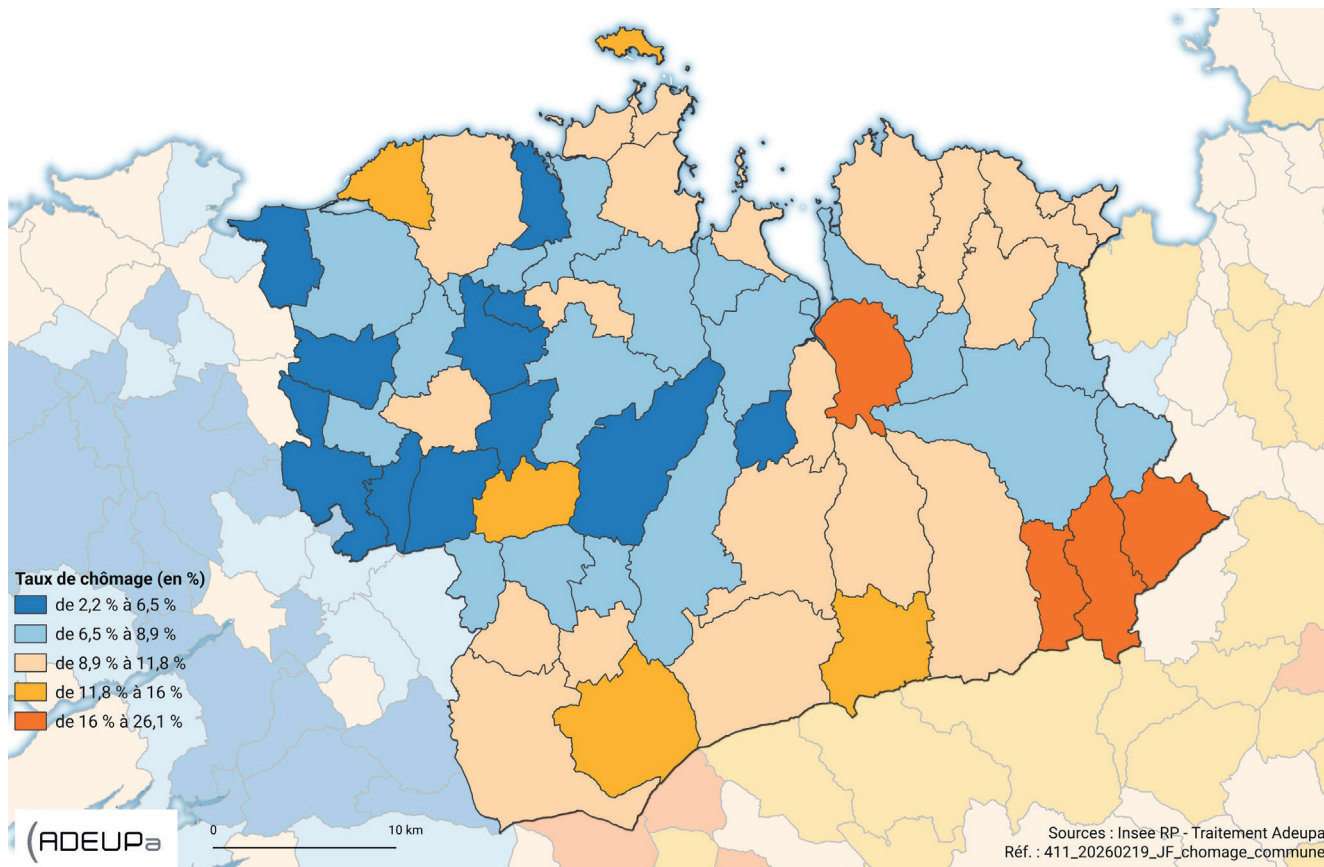 Taux de chômage (en %)
de 2,2 % à 6,5 %
de 6,5 % à 8,9 %
de 8,9 % à 11,8 %
de 11,8 % à 16 %
de 16 % à 26,1 %
(ADEUPa
0 10 km
Sources : Insee RP - Traitement Adeupa
Réf. : 411_20260219_JF_chomage_commune